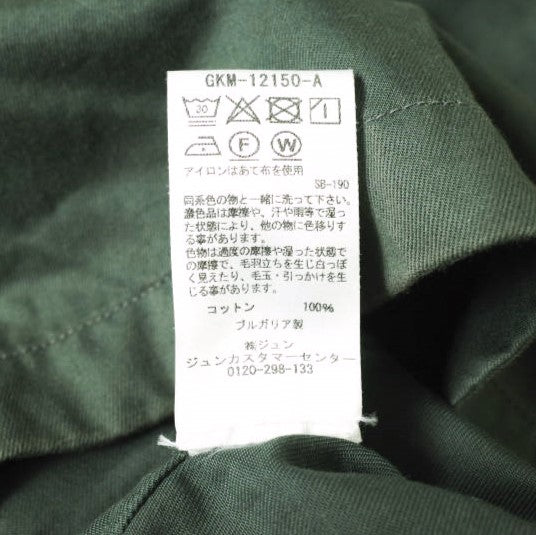 GKM-12150-A
30
F W
アイロンはあて布を使用
SB-190
同系色の物と一緒に洗って下さい。
濃色品は摩擦や、汗や雨等で湿っ
た状態により、他の物に色移りす
る事があります。
色物は過度の摩擦や湿った状態で
の摩擦で、毛羽立ちを生じ白っぽ
く見えたり、毛玉・引っかけを生
じる事があります。
コットン 100%
ブルガリア製
㈱ジュン
ジュンカスタマーセンター
0120-298-133